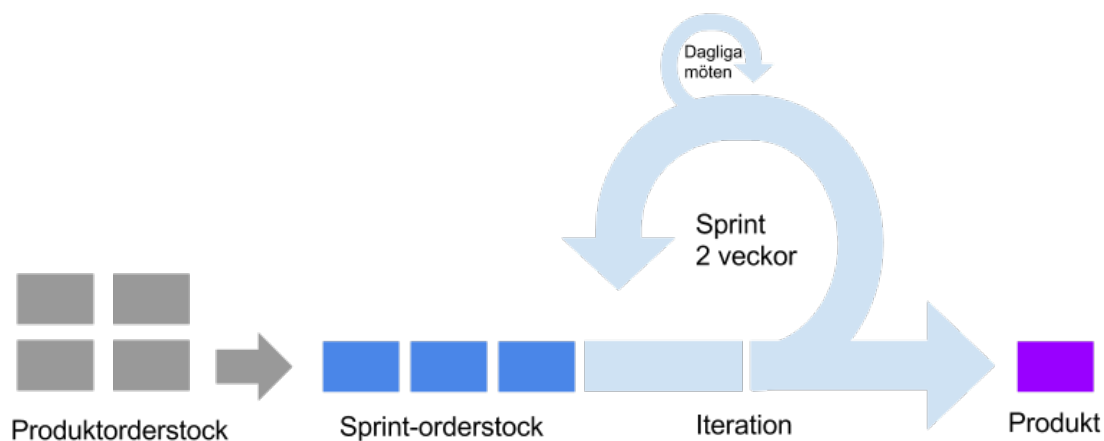 Dagliga
möten
Sprint
2 veckor
Produktorderstock
Sprint-orderstock
Iteration
Produkt